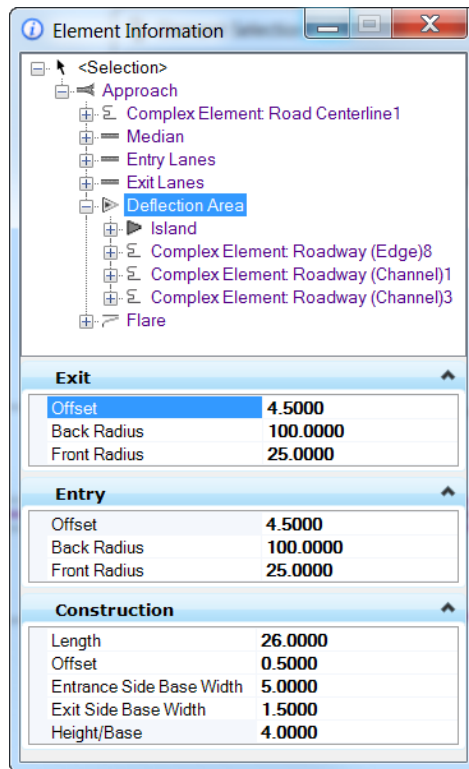 Element Information
<Selection>
Approach
Complex Element: Road Centerline1
Median
Entry Lanes
Exit Lanes
Deflection Area
Island
Complex Element: Roadway (Edge)8
Complex Element: Roadway (Channel)1
Complex Element: Roadway (Channel)3
Flare
Exit
Offset 4.5000
Back Radius 100.0000
Front Radius 25.0000
Entry
Offset 4.5000
Back Radius 100.0000
Front Radius 25.0000
Construction
Length 26.0000
Offset 0.5000
Entrance Side Base Width 5.0000
Exit Side Base Width 1.5000
Height/Base 4.0000